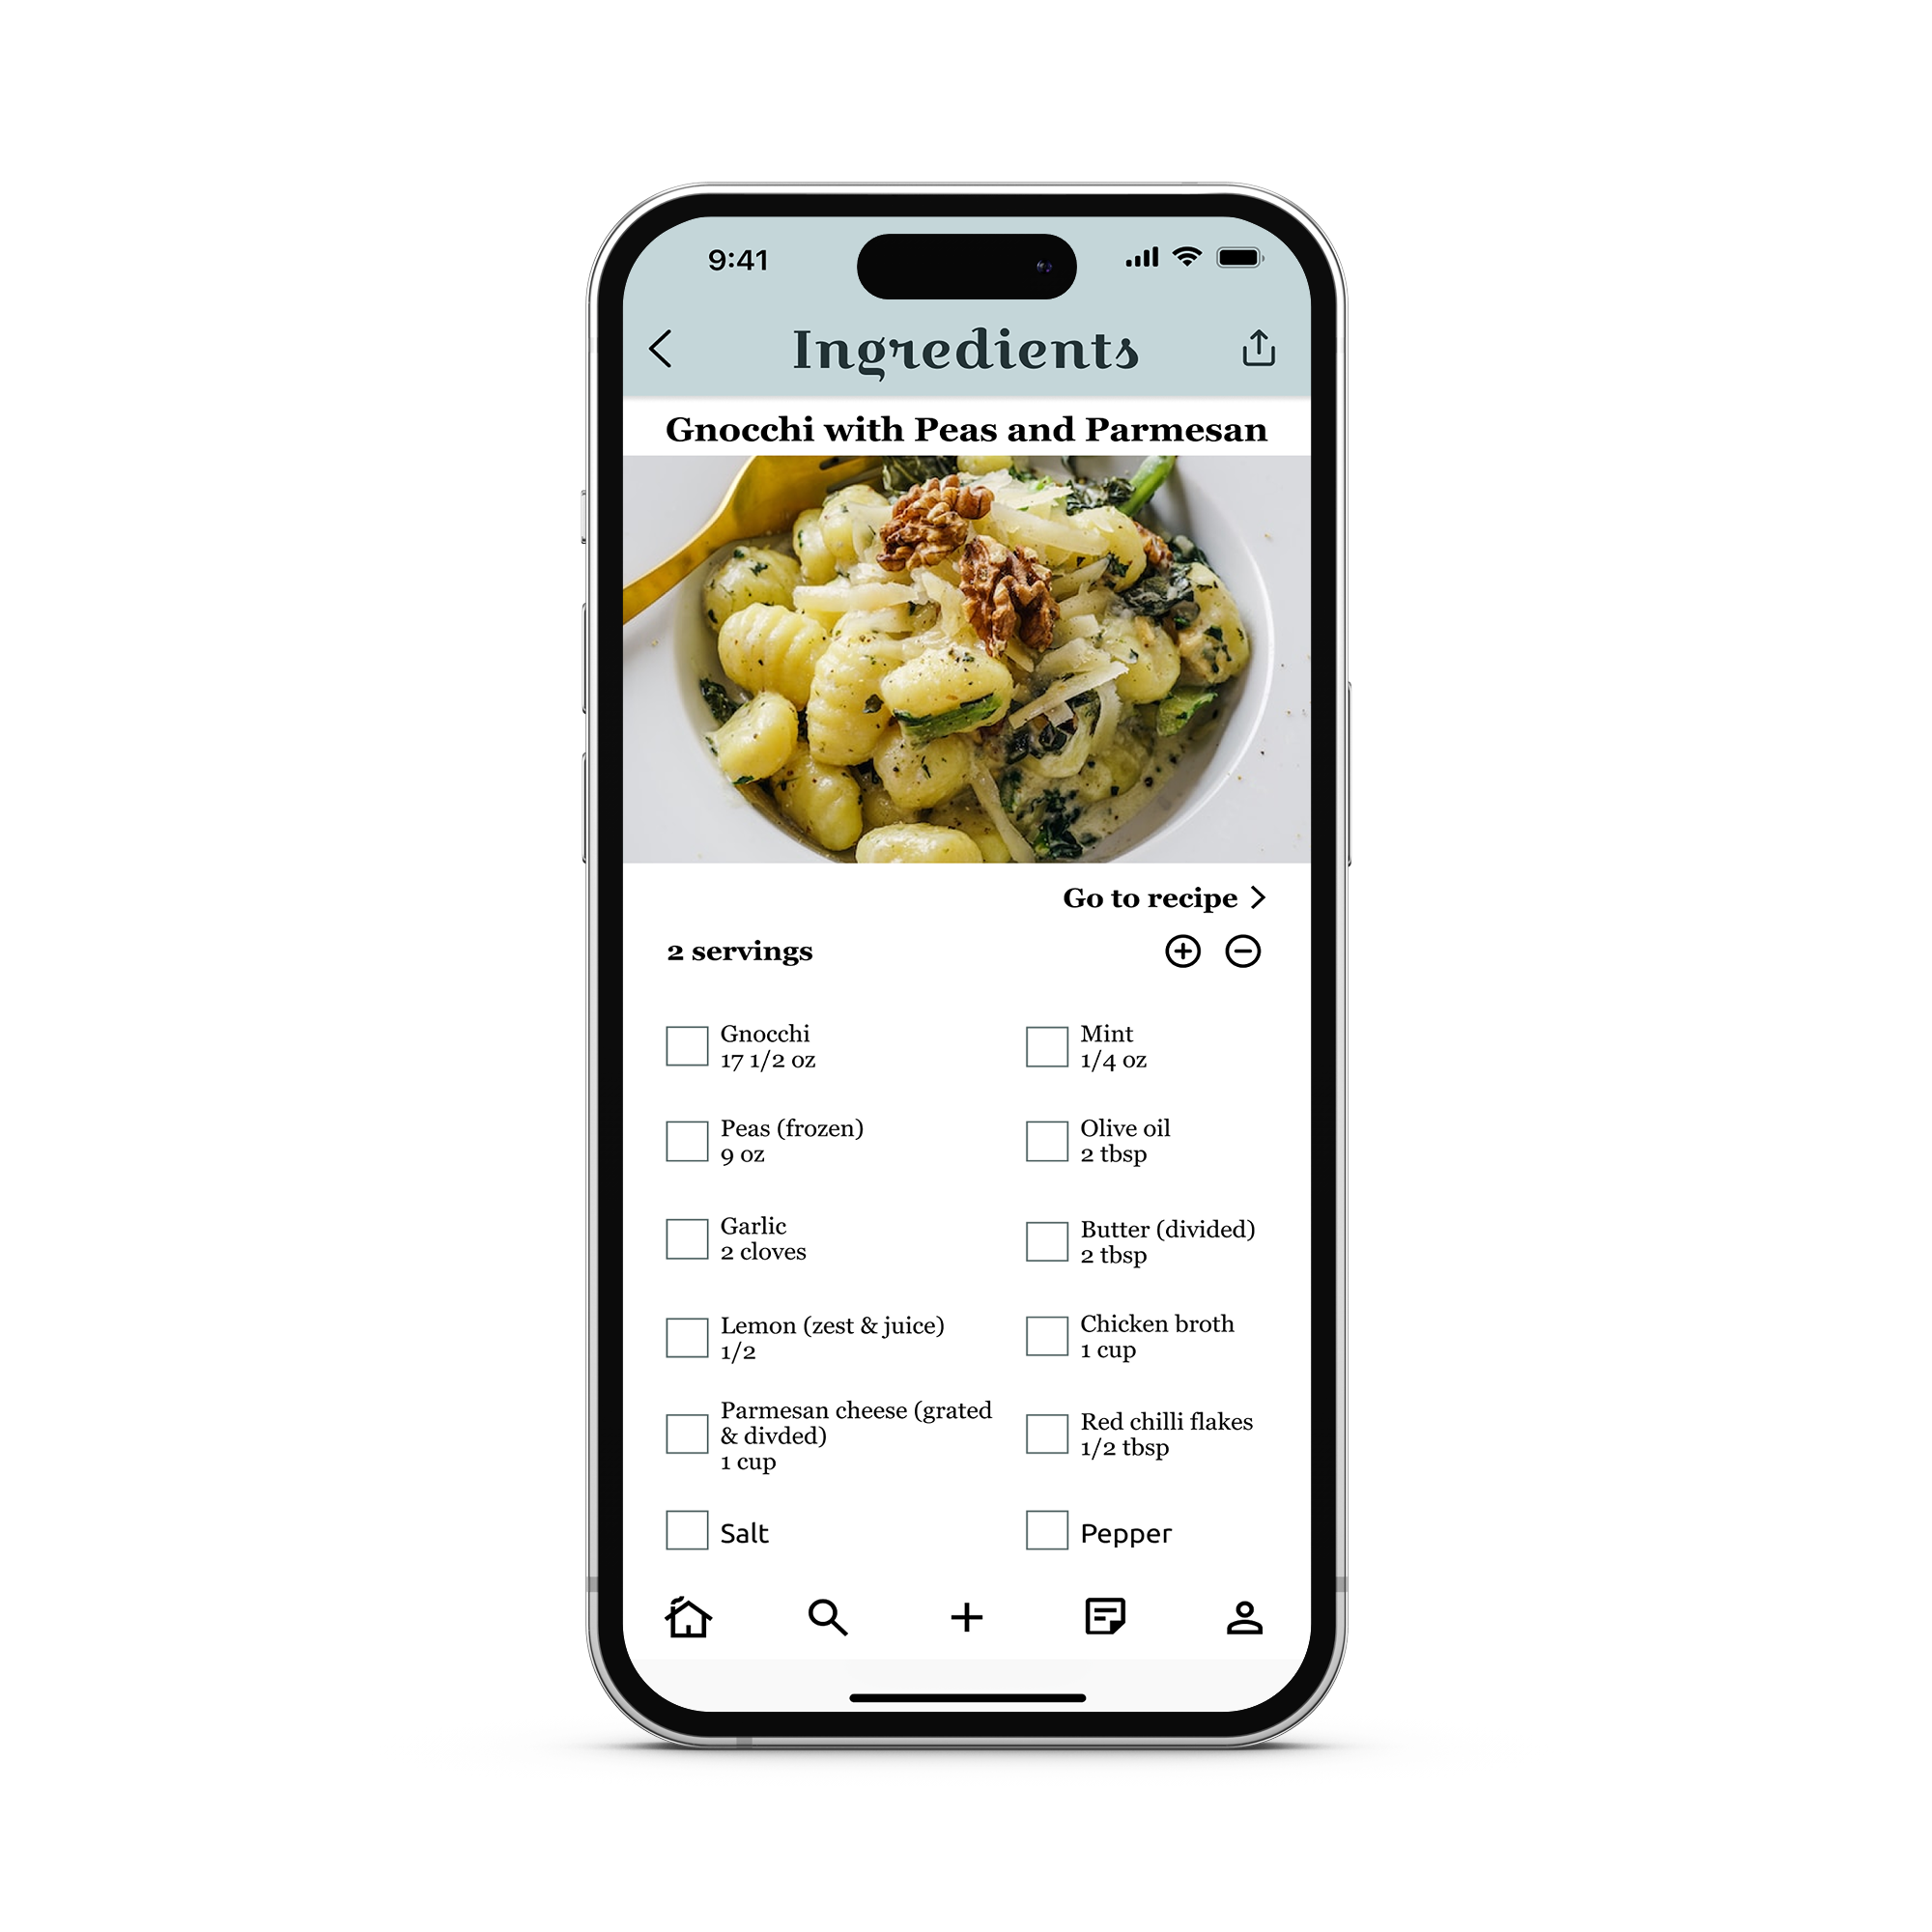 9:41
Ingredients
Gnocchi with Peas and Parmesan
Go to recipe
2 servings
Gnocchi
17 1/2 oz
Mint
1/4 oz
Peas (frozen)
9 oz
Olive oil
2 tbsp
Garlic
2 cloves
Butter (divided)
2 tbsp
Lemon (zest & juice)
1/2
Chicken broth
1 cup
Parmesan cheese (grated
& divded)
1 cup
Red chilli flakes
1/2 tbsp
Salt
Pepper